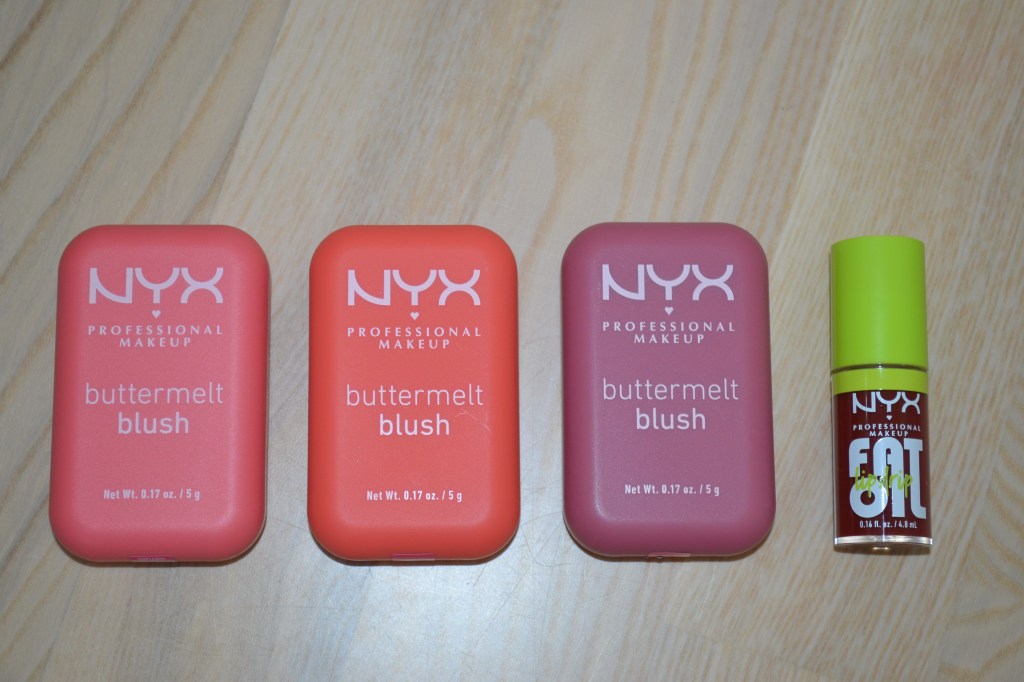 NYX
PROFESSIONAL
MAKEUP
buttermelt
blush
Net Wt. 0.17 oz. / 5 g
NYX
PROFESSIONAL
MAKEUP
buttermelt
blush
Net Wt. 0.17 oz. / 5 g
NYX
PROFESSIONAL
MAKEUP
buttermelt
blush
Net Wt. 0.17 oz. / 5 g
NYX
PROFESSIONAL
MAKEUP
FAT
lip drip
OIL
0.16 fl. oz. / 4.8 mL